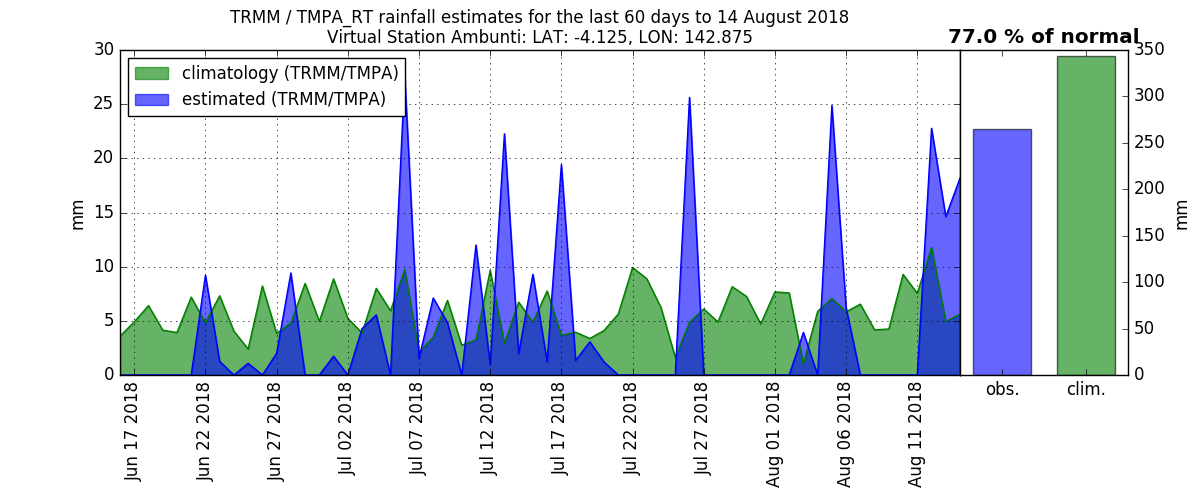 TRMM / TMPA_RT rainfall estimates for the last 60 days to 14 August 2018
Virtual Station Ambunti: LAT: -4.125, LON: 142.875
77.0 % of normal
climatology (TRMM/TMPA)
estimated (TRMM/TMPA)
30
25
20
15
10
5
0
mm
350
300
250
200
150
100
50
0
mm
Jun 17 2018
Jun 22 2018
Jun 27 2018
Jul 02 2018
Jul 07 2018
Jul 12 2018
Jul 17 2018
Jul 22 2018
Jul 27 2018
Aug 01 2018
Aug 06 2018
Aug 11 2018
obs.
clim.